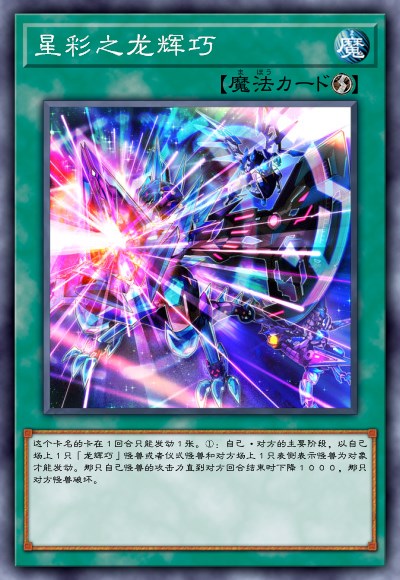 星彩之龙辉巧
魔
【魔法カード】
まほう
这个卡名的卡在１回合只能发动１张。①：自己·对方的主要阶段，以自己
场上１只「龙辉巧」怪兽或者仪式怪兽和对方场上１只表侧表示怪兽为对象
才能发动。那只自己怪兽的攻击力直到对方回合结束时下降１０００，那只
对方怪兽破坏。